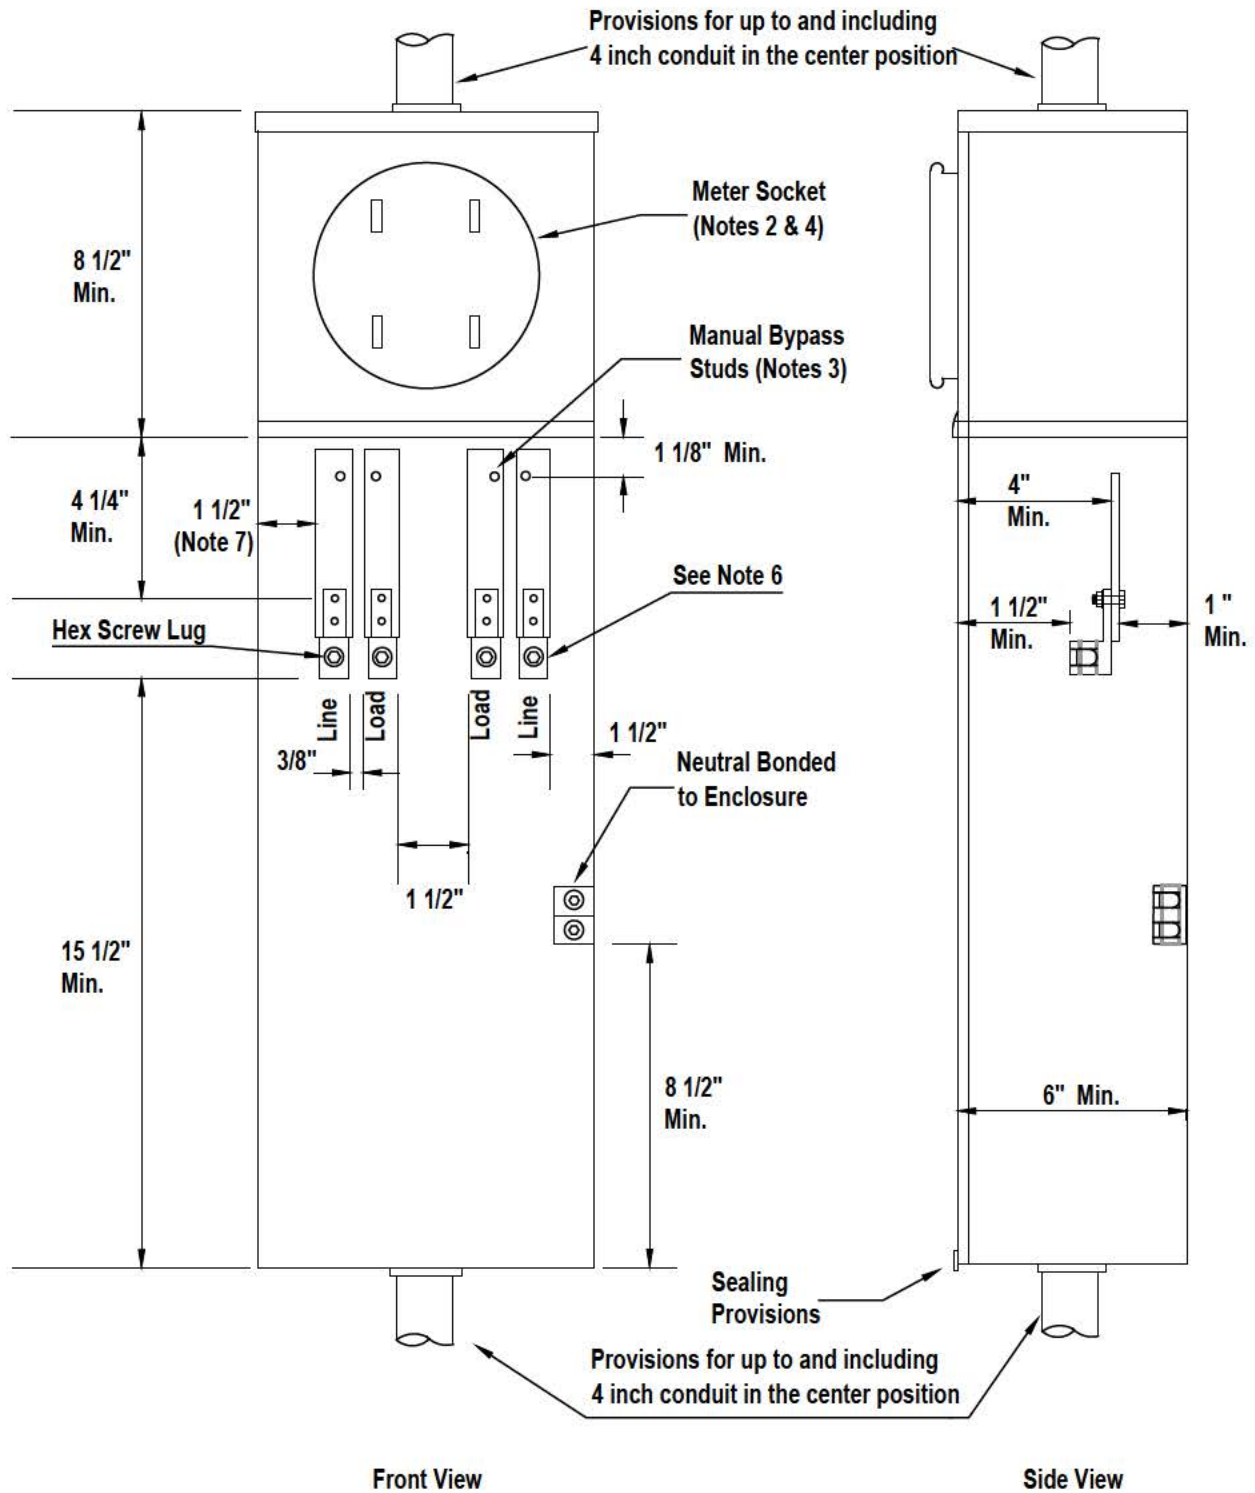 Provisions for up to and including
4 inch conduit in the center position
Meter Socket
(Notes 2 & 4)
8 1/2"
Min.
Manual Bypass
Studs (Notes 3)
1 1/8" Min.
4 1/4"
Min.
1 1/2"
(Note 7)
4"
Min.
See Note 6
1 1/2"
Min.
1 "
Min.
Hex Screw Lug
Line
Load
Load
Line
3/8"
1 1/2"
Neutral Bonded
to Enclosure
1 1/2"
15 1/2"
Min.
8 1/2"
Min.
6" Min.
Sealing
Provisions
Provisions for up to and including
4 inch conduit in the center position
Front View
Side View